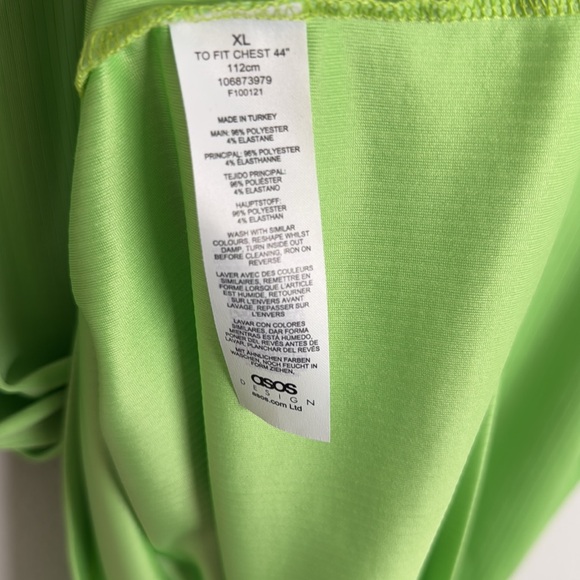 XL
TO FIT CHEST 44"
112cm
106873979
F100121
MADE IN TURKEY
MAIN: 96% POLYESTER
4% ELASTANE
PRINCIPAL: 96% POLYESTER
4% ELASTHANNE
TEJIDO PRINCIPAL:
96% POLIÉSTER
4% ELASTANO
HAUPTSTOFF:
96% POLYESTER
4% ELASTHAN
WASH WITH SIMILAR
COLOURS, RESHAPE WHILST
DAMP, TURN INSIDE OUT
BEFORE CLEANING, IRON ON
REVERSE
LAVER AVEC DES COULEURS
SIMILAIRES, REMETTRE EN
FORME LORSQUE L'ARTICLE
EST HUMIDE, RETOURNER
SUR L'ENVERS AVANT
LAVAGE, REPASSER SUR
L'ENVERS
LAVAR CON COLORES
SIMILARES, DAR FORMA
MIENTRAS ESTÁ HÚMEDO,
PONER DEL REVÉS ANTES DE
LAVAR, PLANCHAR DEL REVÉS
MIT ÄHNLICHEN FARBEN
WASCHEN, NOCH FEUCHT IN
FORM ZIEHEN,
asos
DESIGN
asos.com Ltd